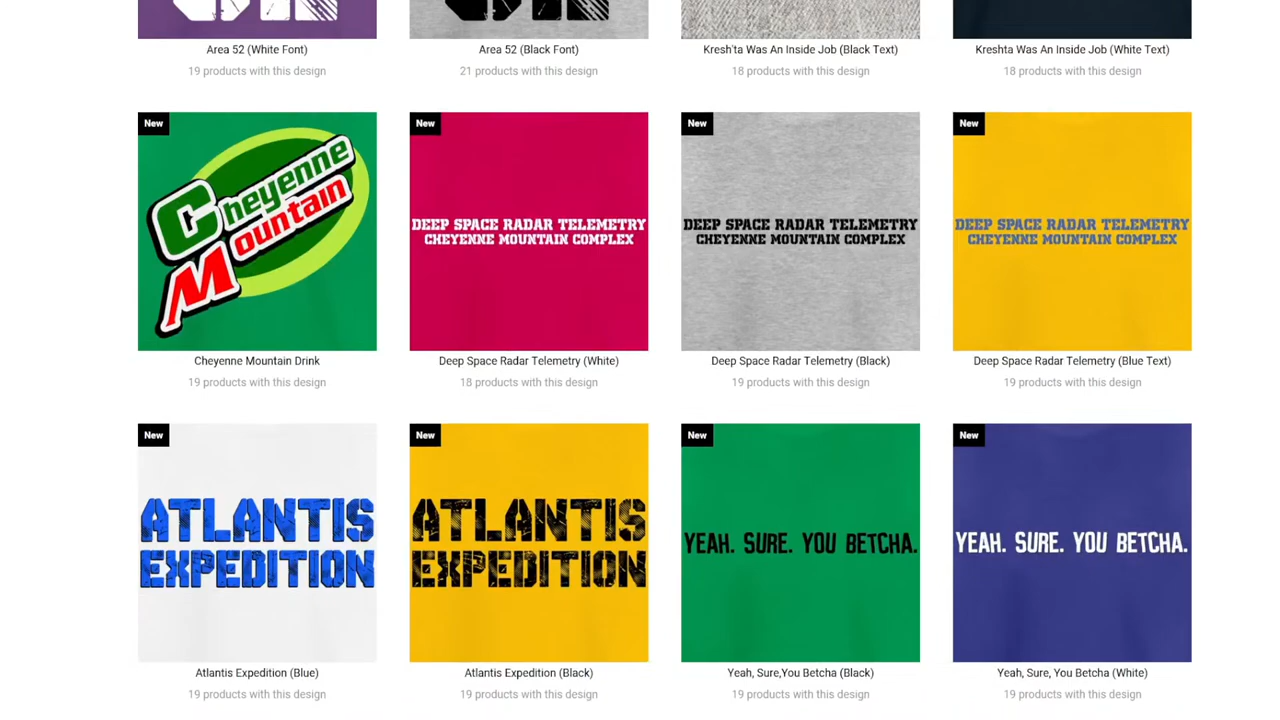 Area 52 (White Font)
Area 52 (Black Font)
Kresh'ta Was An Inside Job (Black Text)
Kreshta Was An Inside Job (White Text)
19 products with this design
21 products with this design
18 products with this design
18 products with this design
New
Cheyenne
Mountain
New
DEEP SPACE RADAR TELEMETRY
CHEYENNE MOUNTAIN COMPLEX
New
DEEP SPACE RADAR TELEMETRY
CHEYENNE MOUNTAIN COMPLEX
New
DEEP SPACE RADAR TELEMETRY
CHEYENNE MOUNTAIN COMPLEX
Cheyenne Mountain Drink
Deep Space Radar Telemetry (White)
Deep Space Radar Telemetry (Black)
Deep Space Radar Telemetry (Blue Text)
19 products with this design
18 products with this design
19 products with this design
19 products with this design
New
ATLANTIS
EXPEDITION
New
ATLANTIS
EXPEDITION
New
YEAH. SURE. YOU BETCHA.
New
YEAH. SURE. YOU BETCHA.
Atlantis Expedition (Blue)
Atlantis Expedition (Black)
Yeah, Sure,You Betcha (Black)
Yeah, Sure, You Betcha (White)
19 products with this design
19 products with this design
19 products with this design
19 products with this design